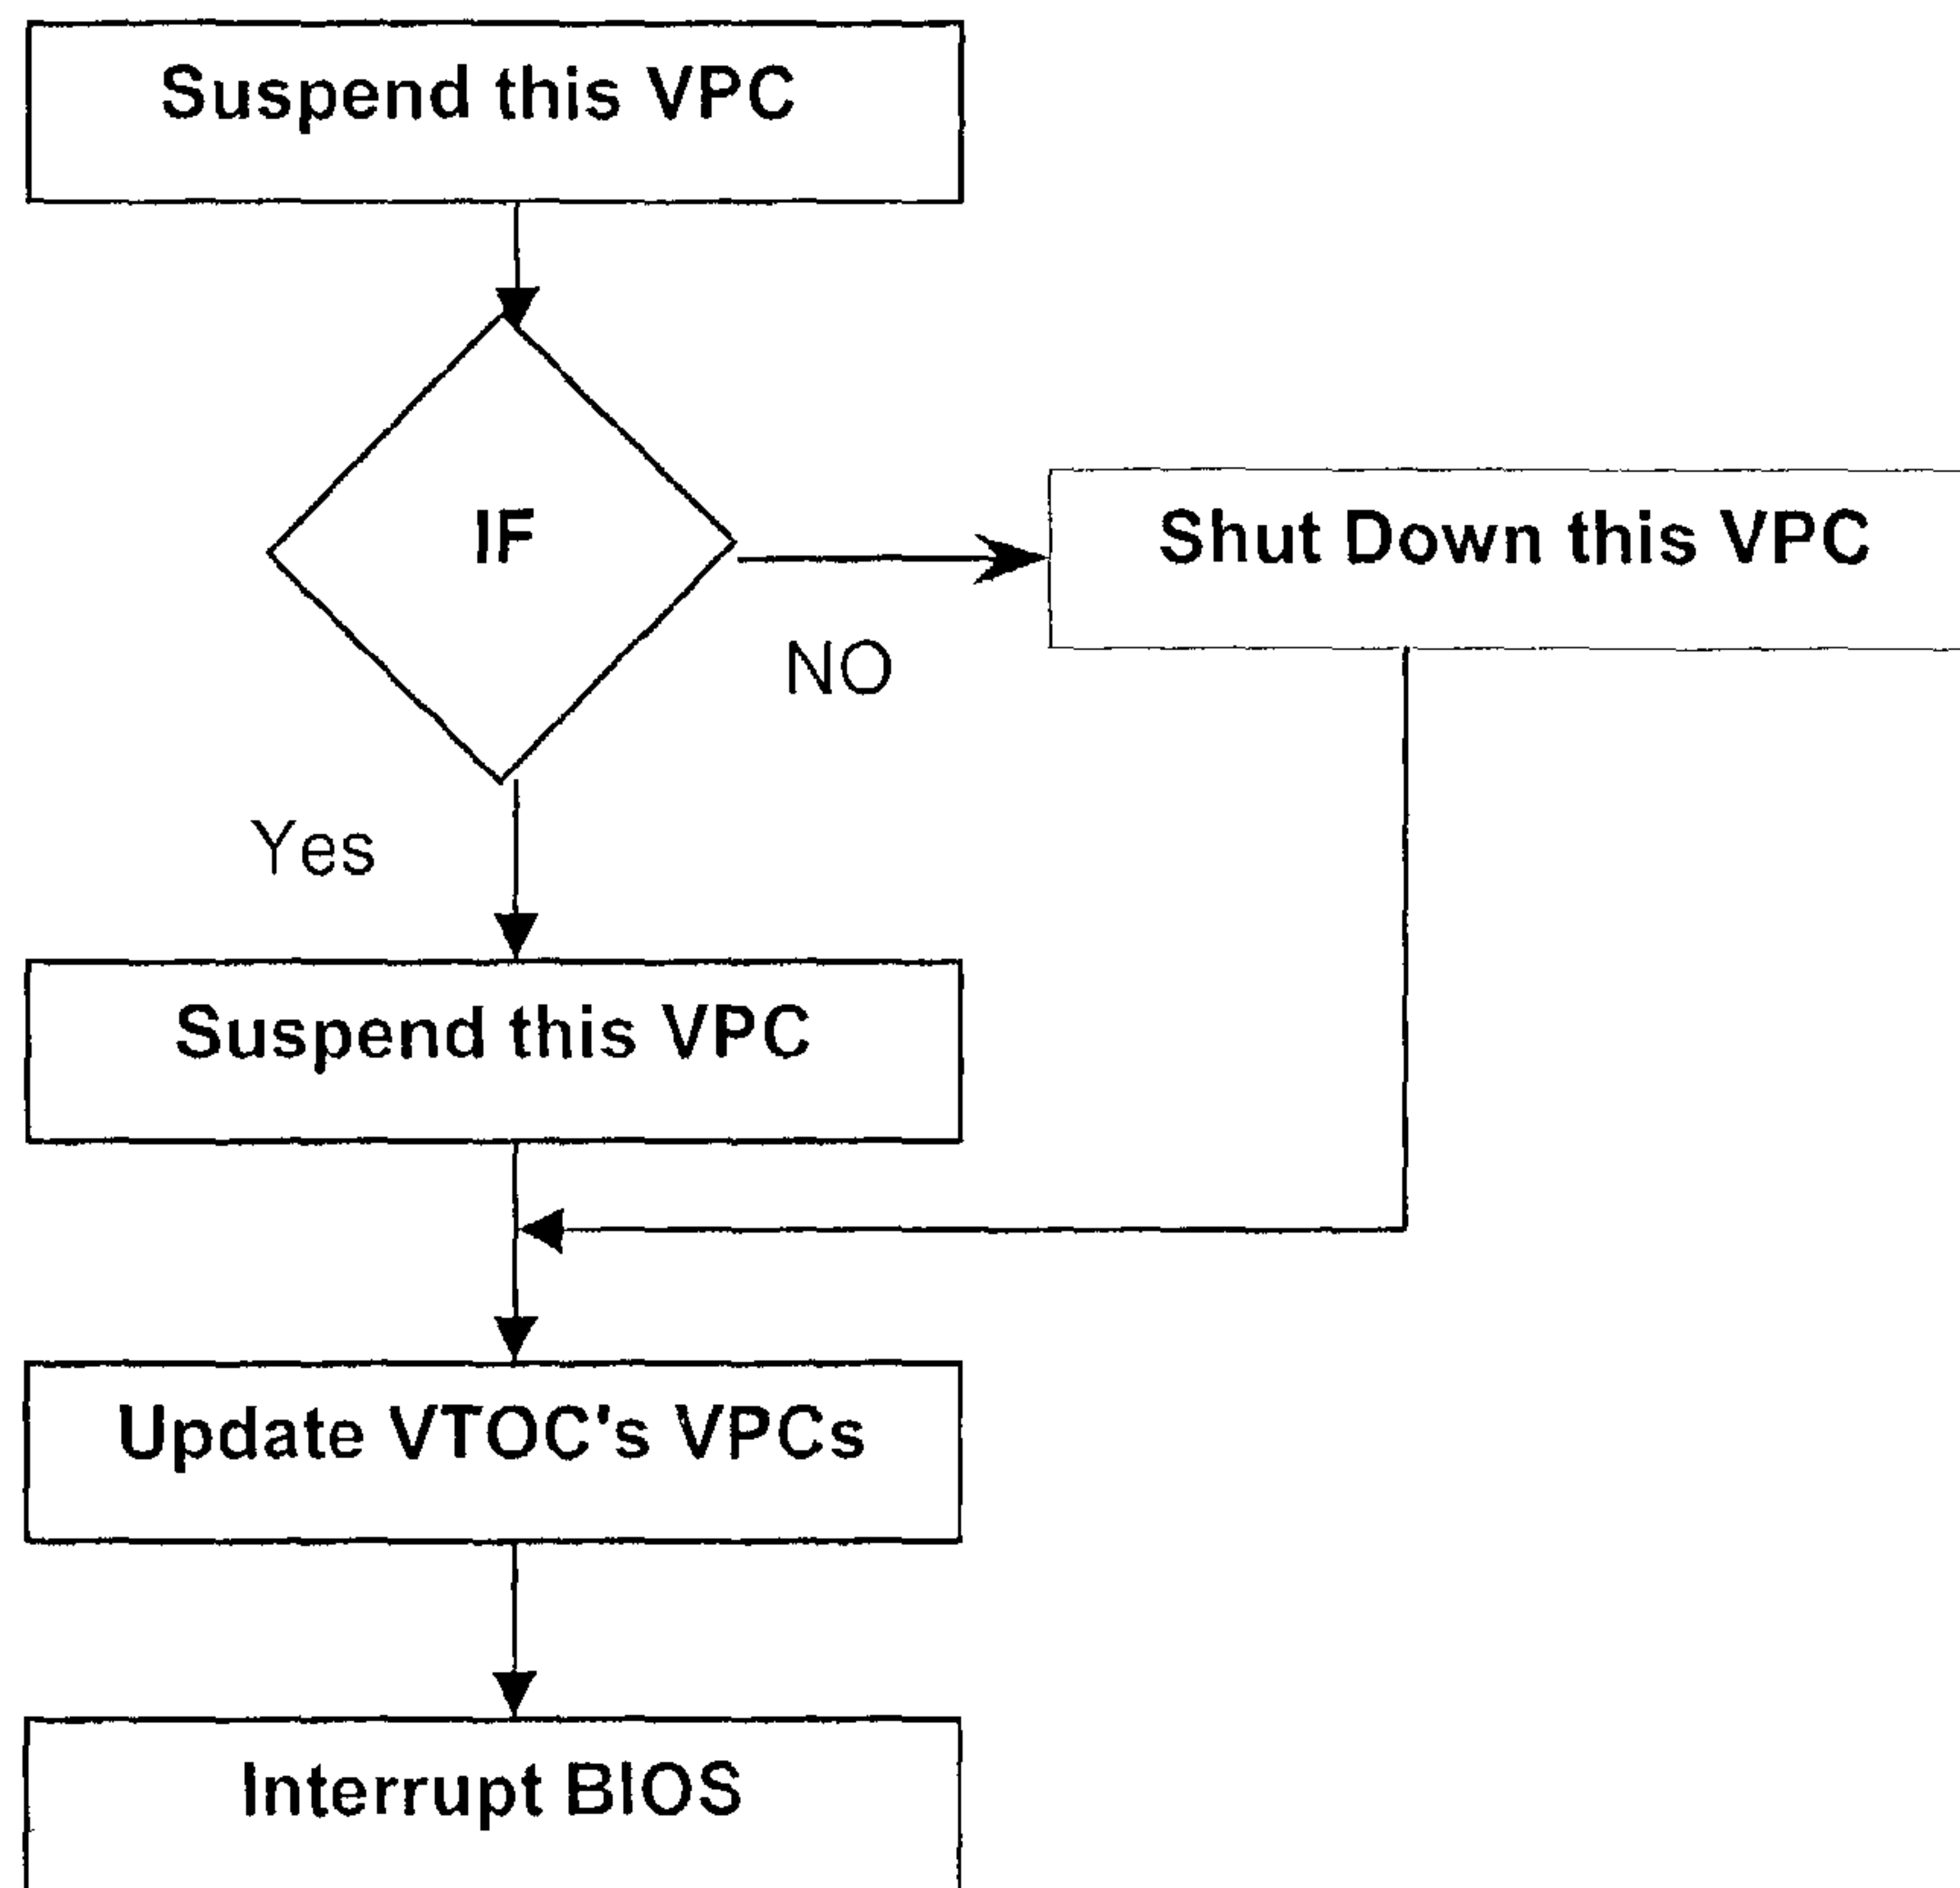 Suspend this VPC
IF
Shut Down this VPC
NO
Yes
Suspend this VPC
Update VTOC's VPCs
Interrupt BIOS